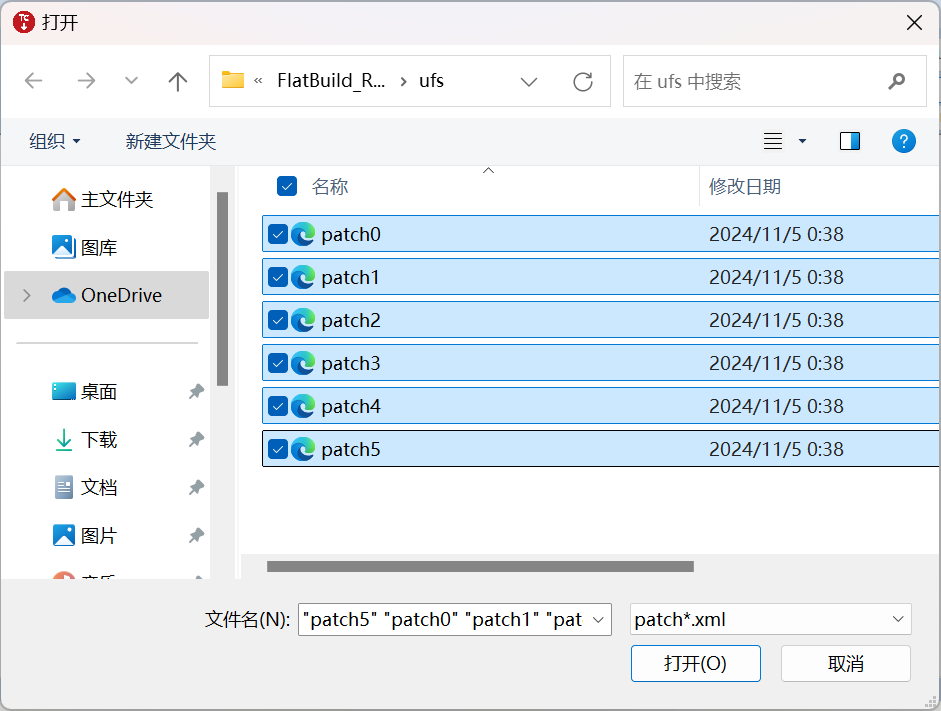 打开
« FlatBuild_R... › ufs
在 ufs 中搜索
组织
新建文件夹
主文件夹
图库
OneDrive
桌面
下载
文档
图片
名称
修改日期
patch0 2024/11/5 0:38
patch1 2024/11/5 0:38
patch2 2024/11/5 0:38
patch3 2024/11/5 0:38
patch4 2024/11/5 0:38
patch5 2024/11/5 0:38
文件名(N):
"patch5" "patch0" "patch1" "pat
patch*.xml
打开(O)
取消